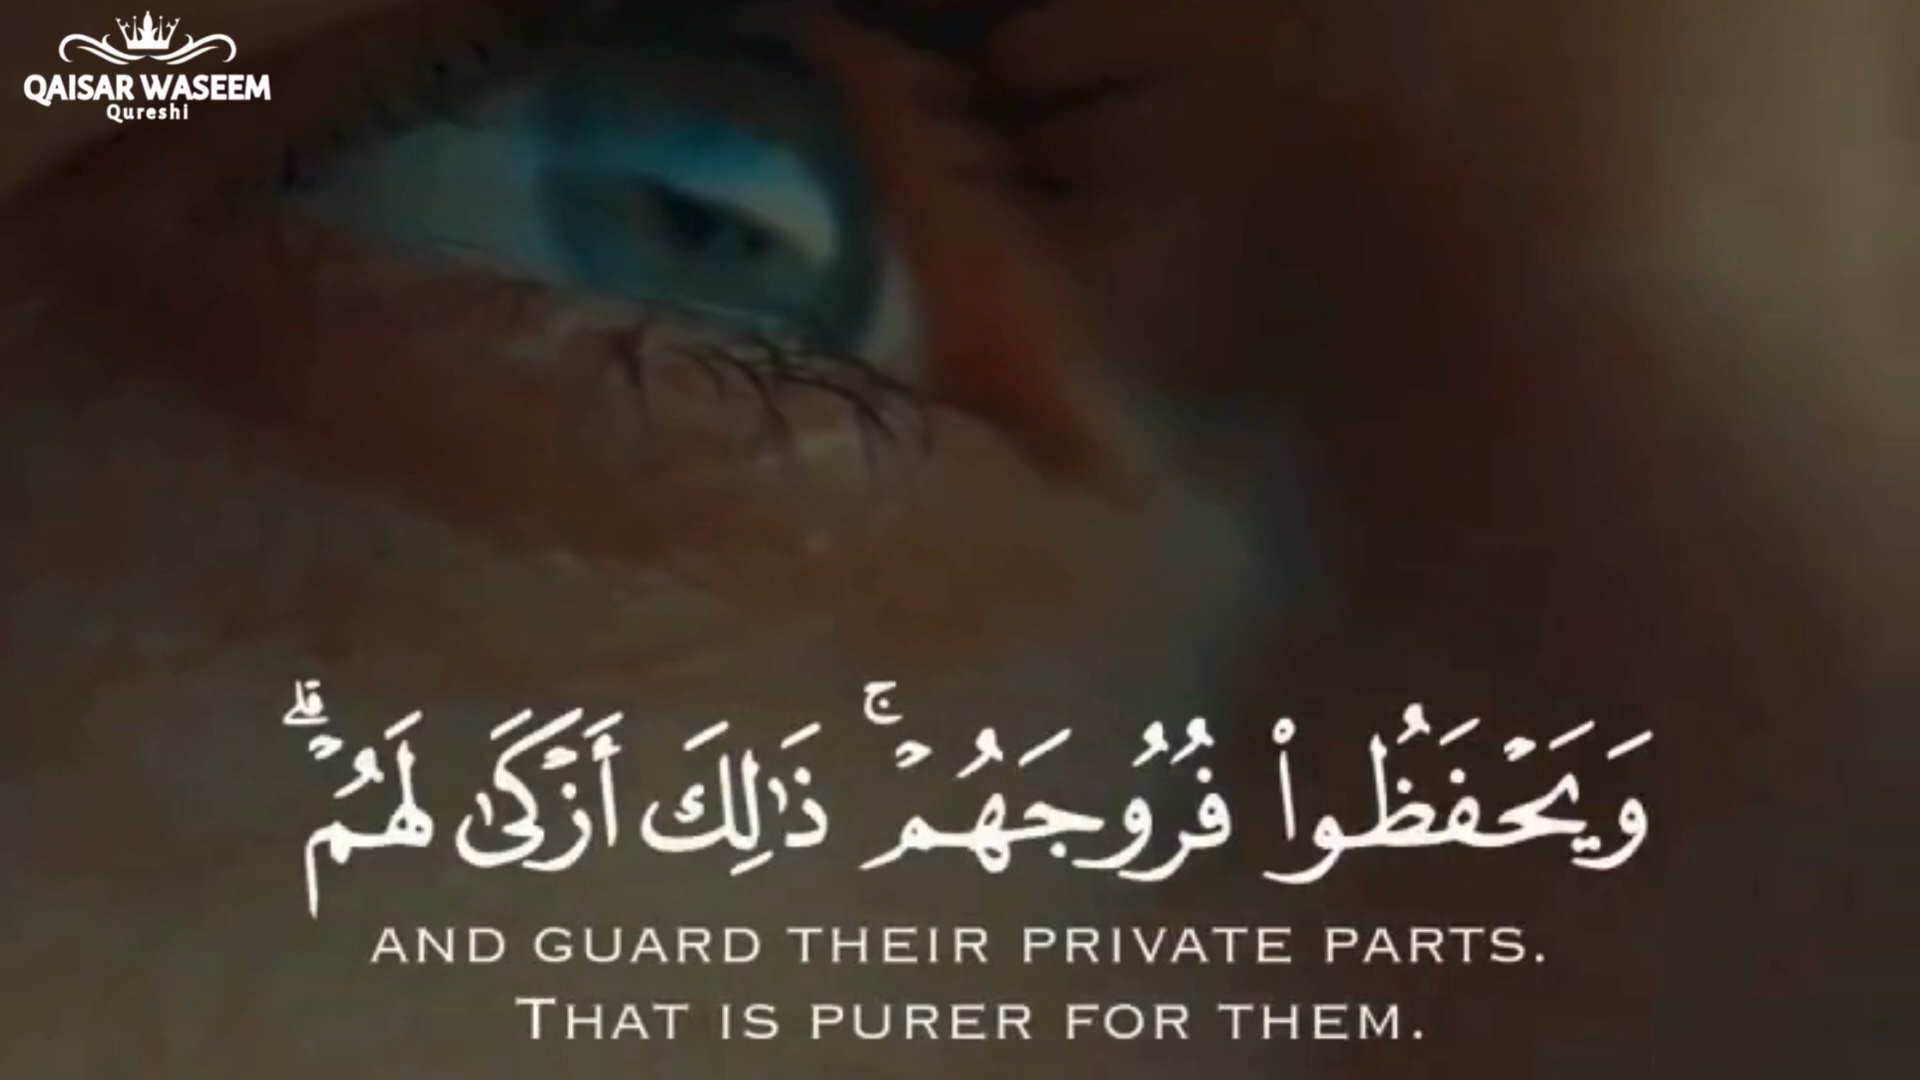 QAISAR WASEEM
Qureshi
وَيَحْفَظُوا۟ فُرُوجَهُمْ ۚ ذَٰلِكَ أَزْكَىٰ لَهُمْ ۗ
AND GUARD THEIR PRIVATE PARTS.
THAT IS PURER FOR THEM.